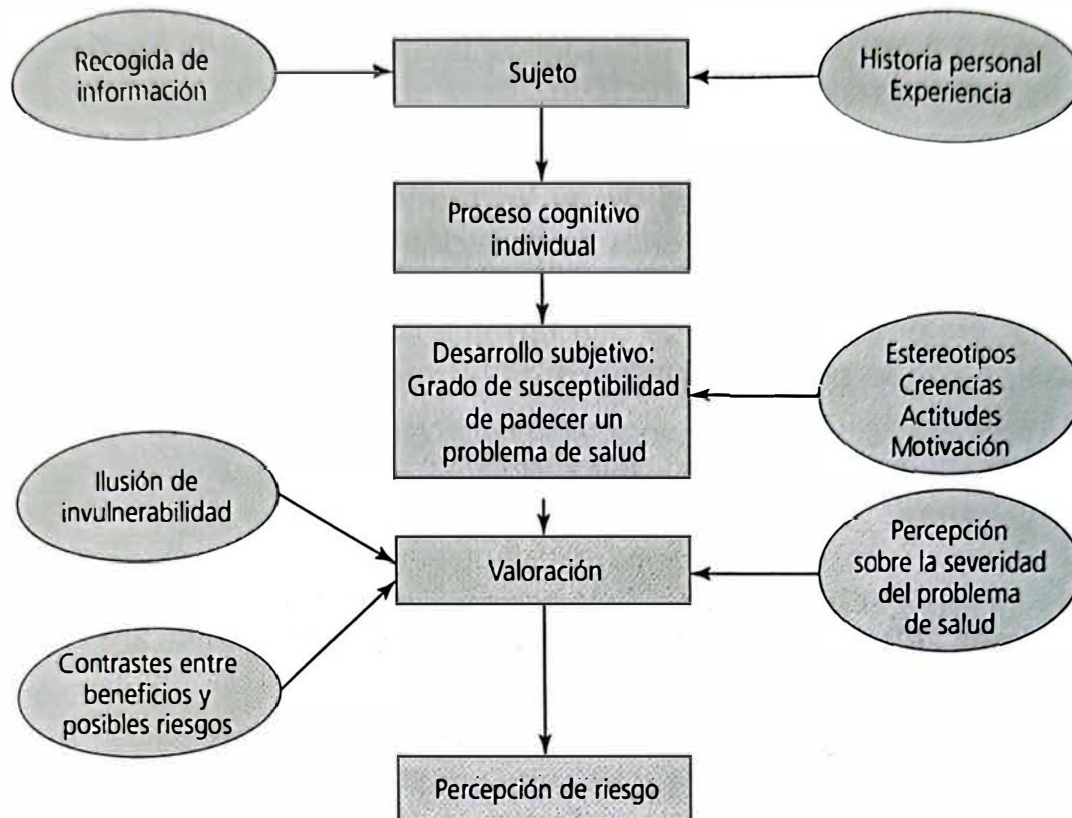 Recogida de
información
Sujeto
Historia personal
Experiencia
Proceso cognitivo
individual
Desarrollo subjetivo:
Grado de susceptibilidad
de padecer un
problema de salud
Estereotipos
Creencias
Actitudes
Motivación
Ilusión de
invulnerabilidad
Valoración
Percepción
sobre la severidad
del problema
de salud
Contrastes entre
beneficios y
posibles riesgos
Percepción de riesgo